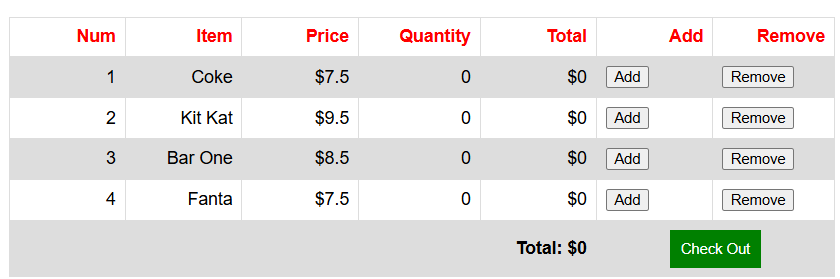 Num Item Price Quantity Total Add Remove
1 Coke $7.5 0 $0 Add Remove
2 Kit Kat $9.5 0 $0 Add Remove
3 Bar One $8.5 0 $0 Add Remove
4 Fanta $7.5 0 $0 Add Remove
Total: $0 Check Out